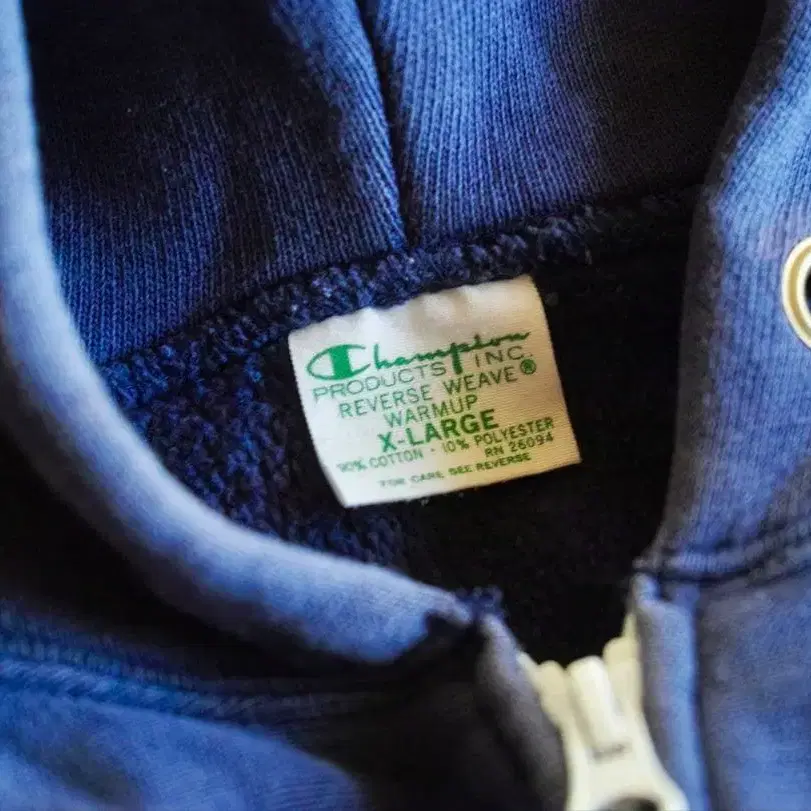 Champion
PRODUCTS INC.
REVERSE WEAVE®
WARMUP
X-LARGE
90% COTTON · 10% POLYESTER
RN 26094
FOR CARE SEE REVERSE